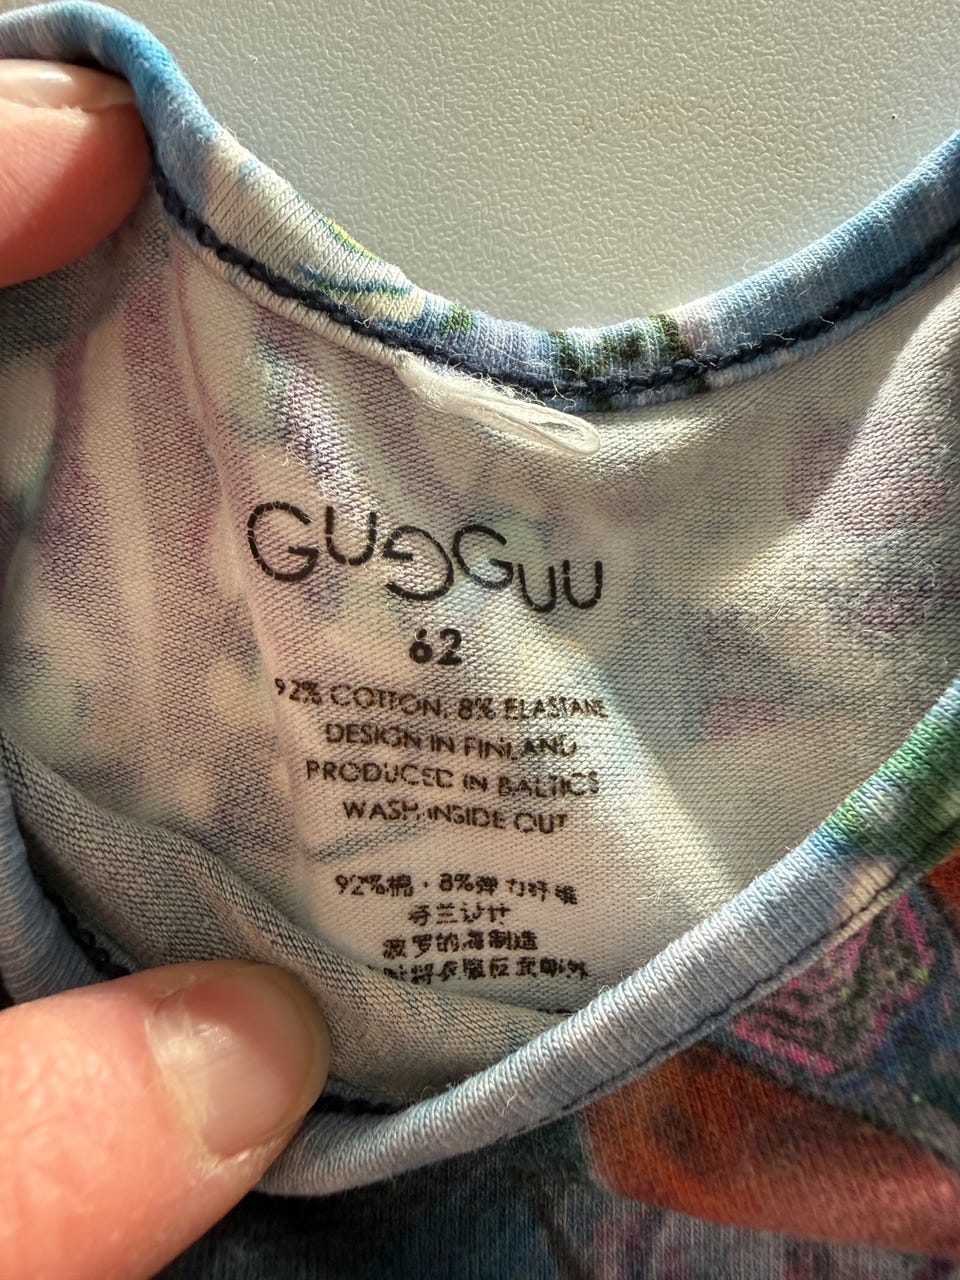 GUGGUU
62
92% COTTON, 8% ELASTANE
DESIGN IN FINLAND
PRODUCED IN BALTICS
WASH INSIDE OUT
92%棉·8%弹力纤维
芬兰设计
波罗的海制造